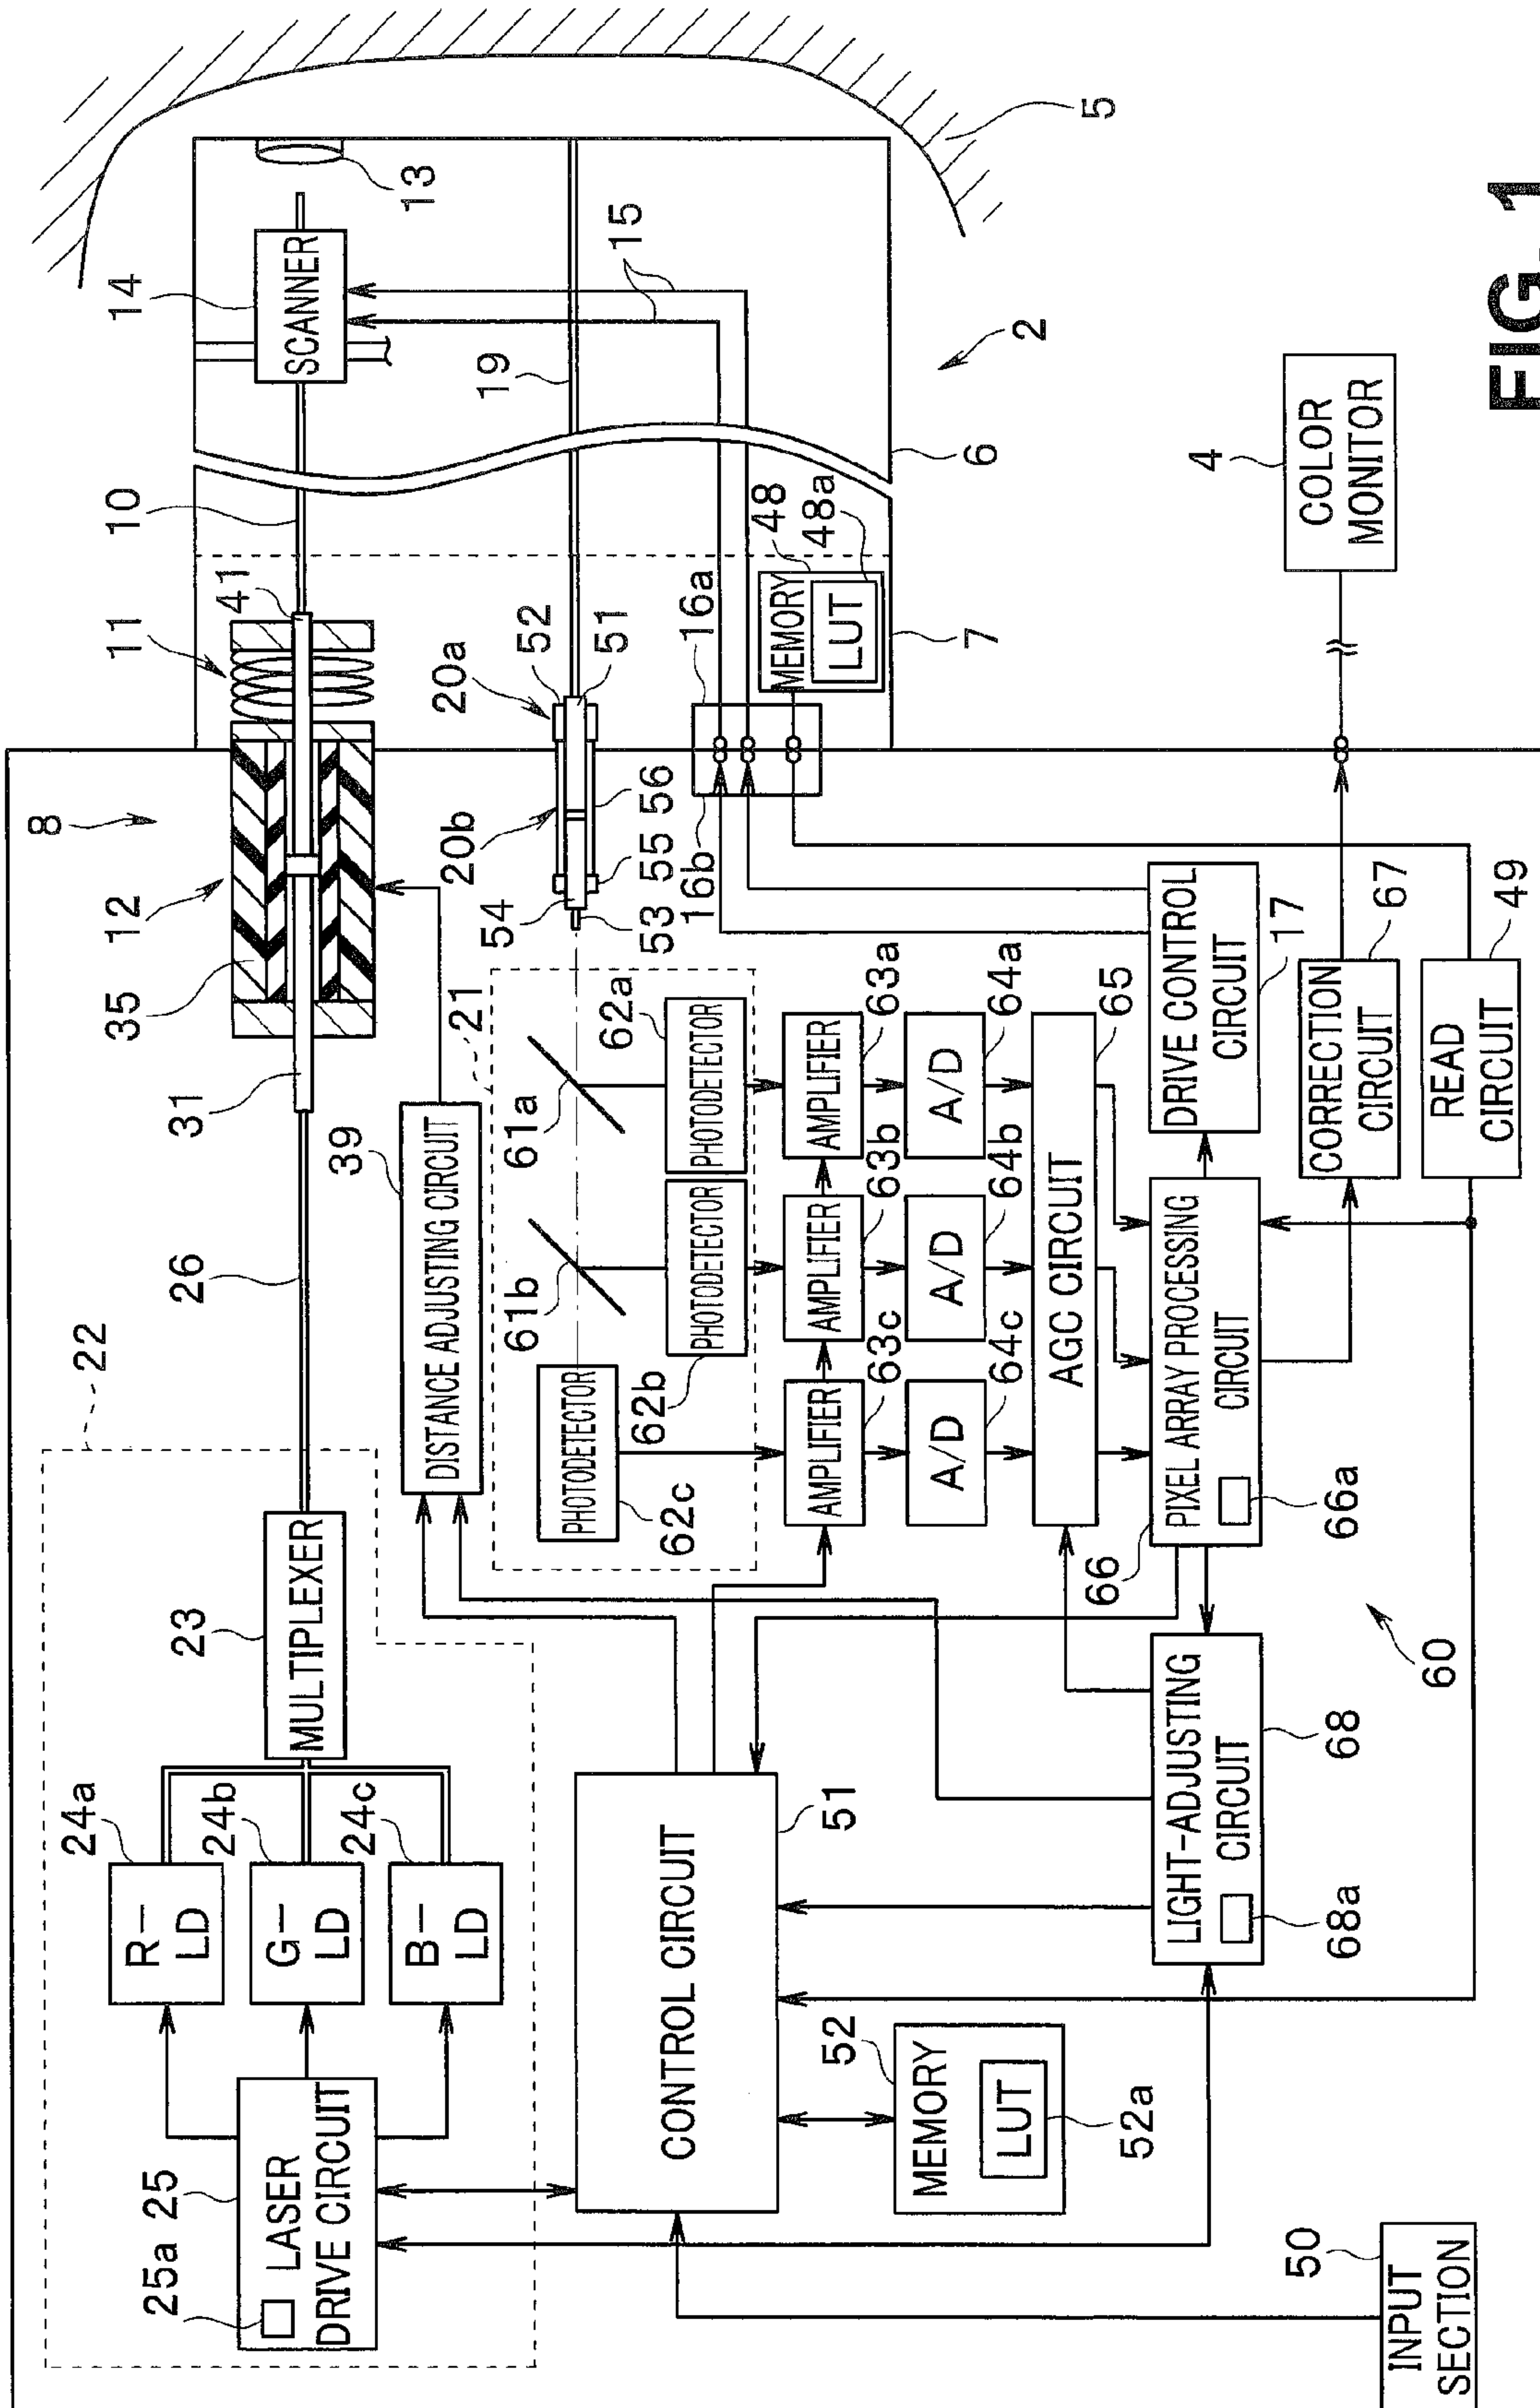 FIG. 1
22
24a
R-
LD
24b
G-
LD
24c
B-
LD
25a
25
LASER
DRIVE CIRCUIT
23
MULTIPLEXER
26
31
35
12
8
11
41
10
14
SCANNER
13
15
19
5
2
6
7
39
DISTANCE ADJUSTING CIRCUIT
21
61a
61b
PHOTODETECTOR
62a
PHOTODETECTOR
62b
PHOTODETECTOR
62c
54
53
55
56
20b
20a
52
51
16a
16b
MEMORY
48
LUT
48a
AMPLIFIER
63a
AMPLIFIER
63b
AMPLIFIER
63c
A/D
64a
A/D
64b
A/D
64c
AGC CIRCUIT
65
PIXEL ARRAY PROCESSING
CIRCUIT
66
66a
DRIVE CONTROL
CIRCUIT
17
CORRECTION
CIRCUIT
67
READ
CIRCUIT
49
4
COLOR
MONITOR
CONTROL CIRCUIT
51
MEMORY
52
LUT
52a
LIGHT-ADJUSTING
CIRCUIT
68
68a
60
50
INPUT
SECTION